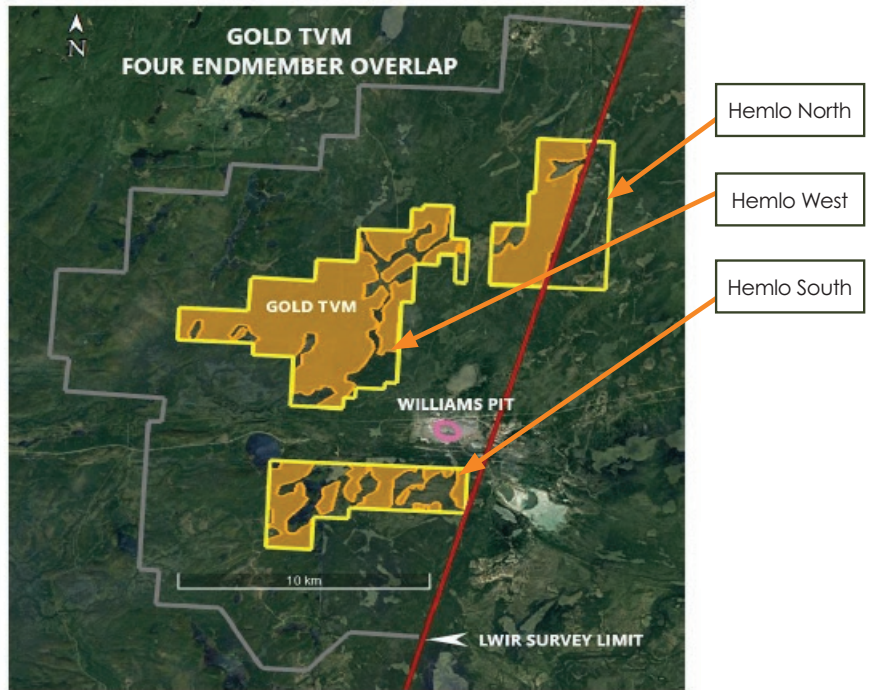 N
GOLD TVM
FOUR ENDMEMBER OVERLAP
Hemlo North
Hemlo West
Hemlo South
GOLD TVM
WILLIAMS PIT
10 km
LWIR SURVEY LIMIT